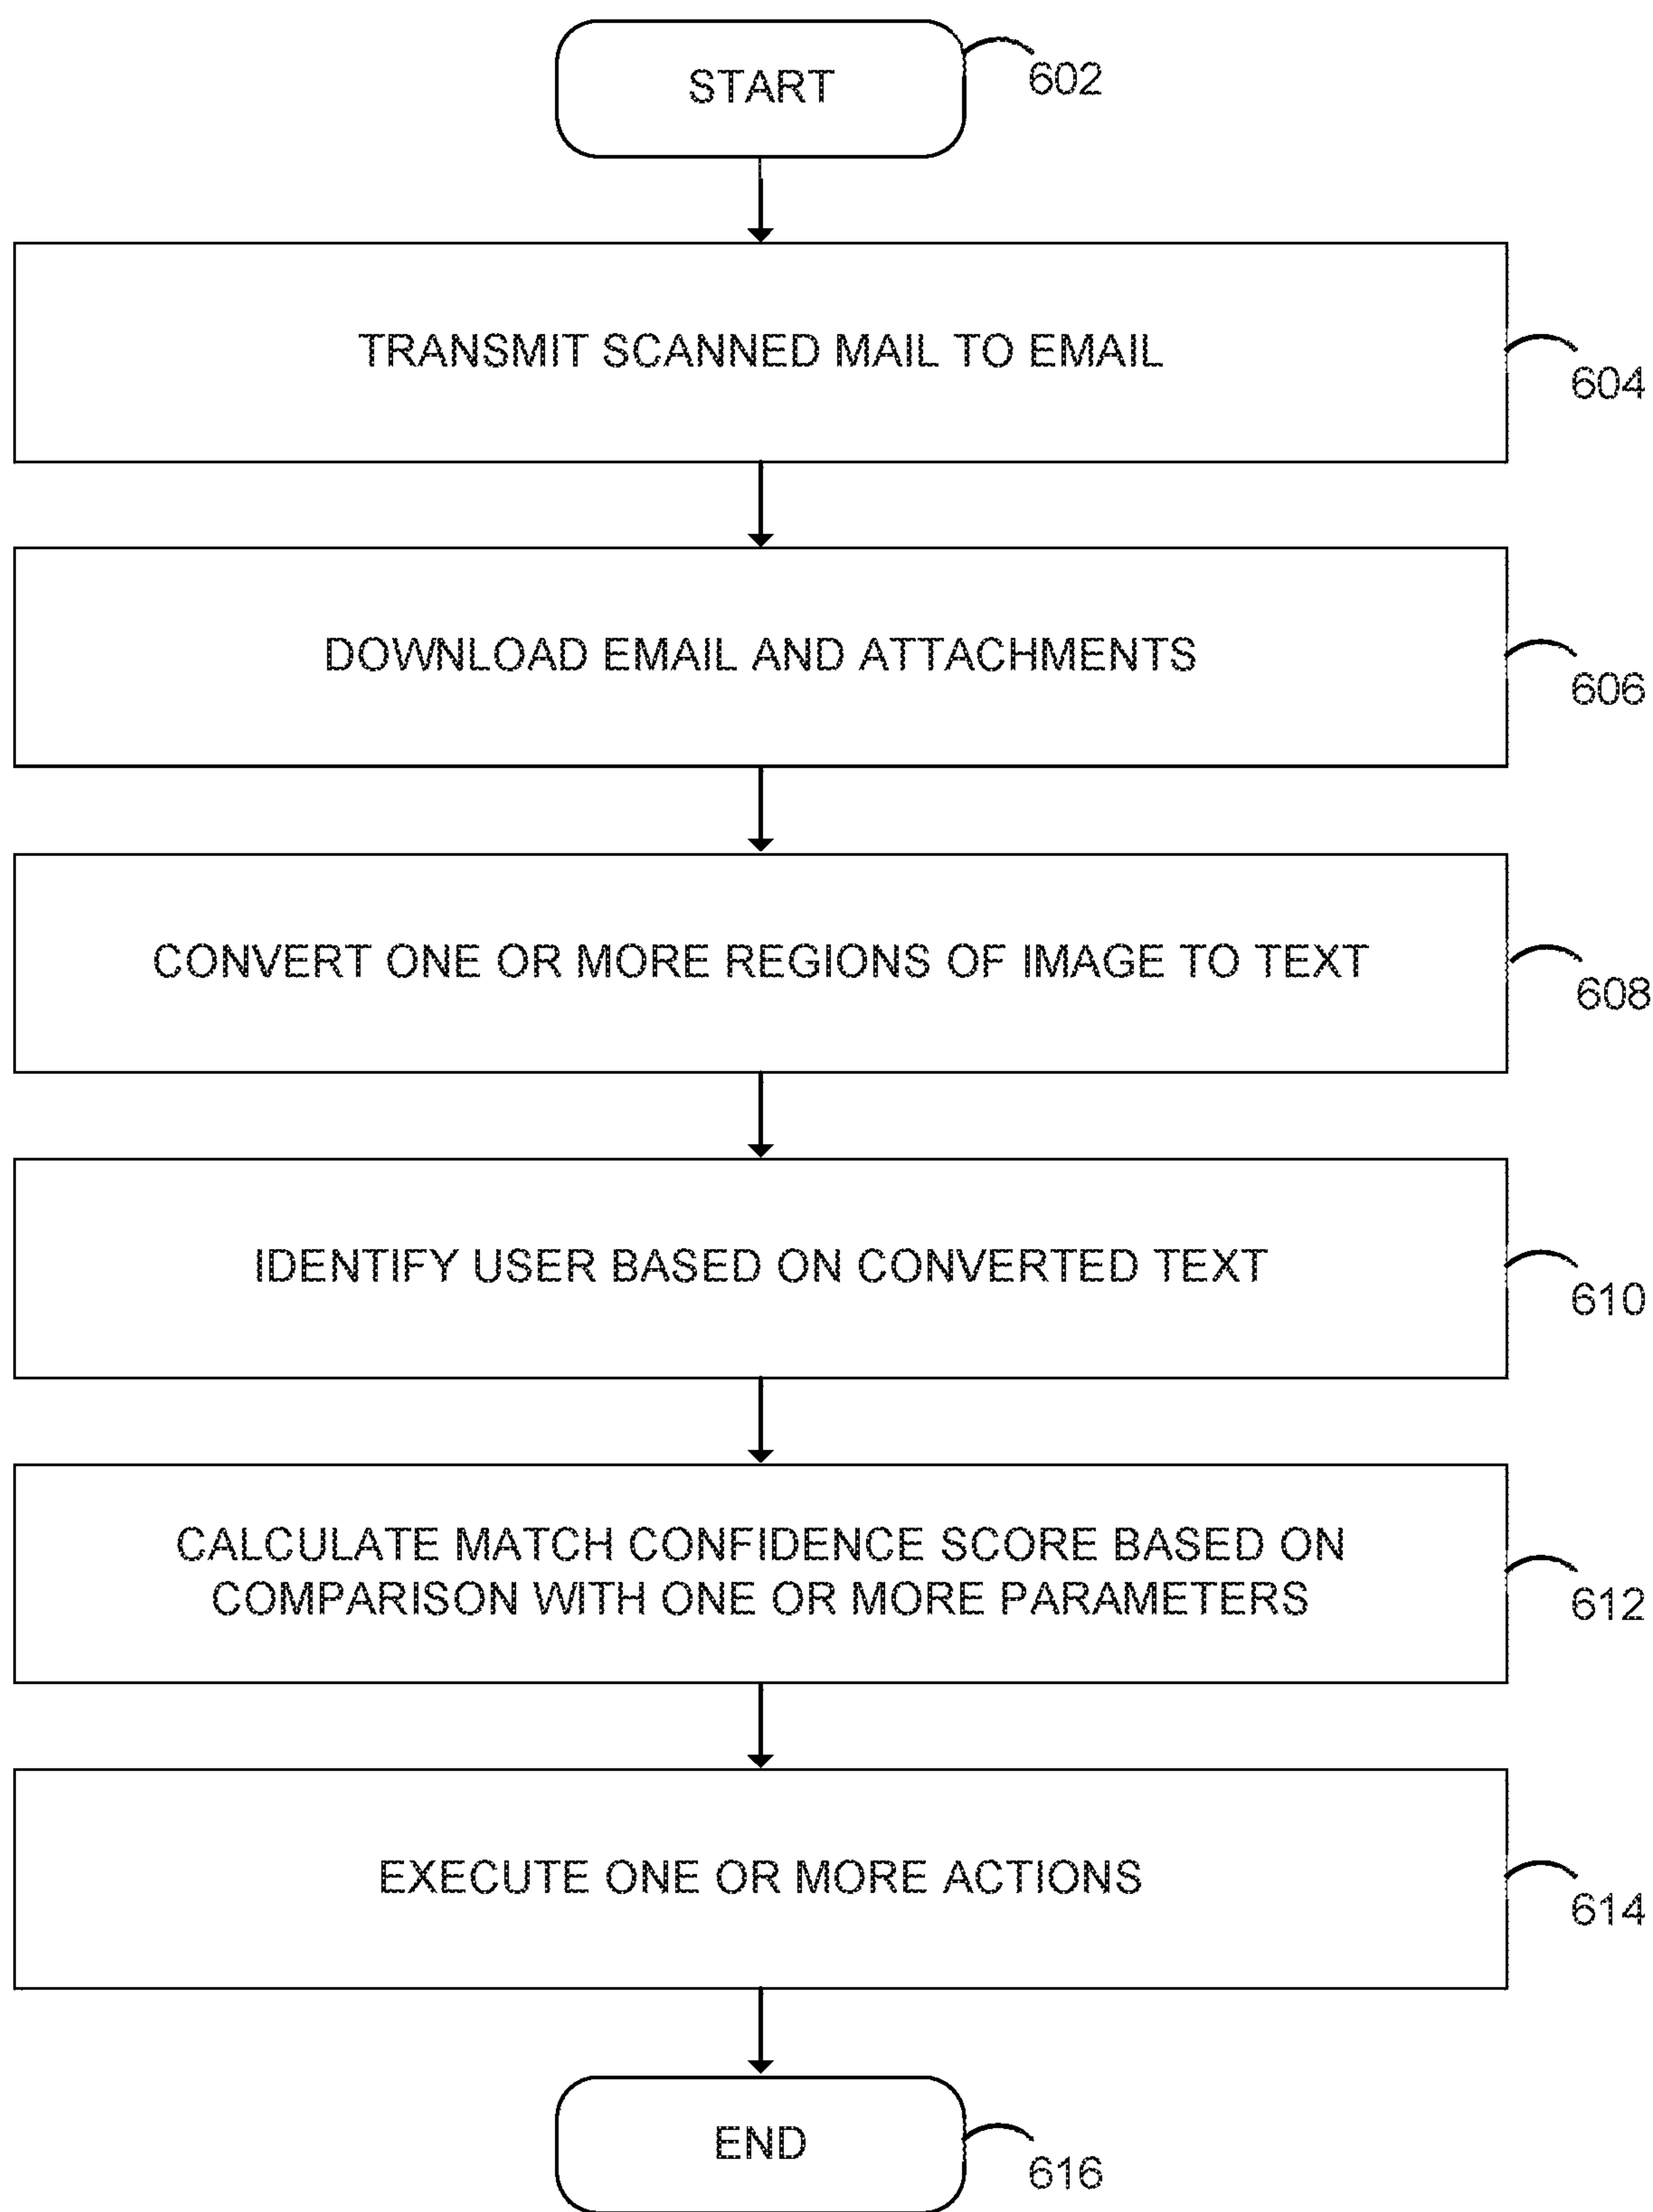 START
602
TRANSMIT SCANNED MAIL TO EMAIL
604
DOWNLOAD EMAIL AND ATTACHMENTS
606
CONVERT ONE OR MORE REGIONS OF IMAGE TO TEXT
608
IDENTIFY USER BASED ON CONVERTED TEXT
610
CALCULATE MATCH CONFIDENCE SCORE BASED ON
COMPARISON WITH ONE OR MORE PARAMETERS
612
EXECUTE ONE OR MORE ACTIONS
614
END
616